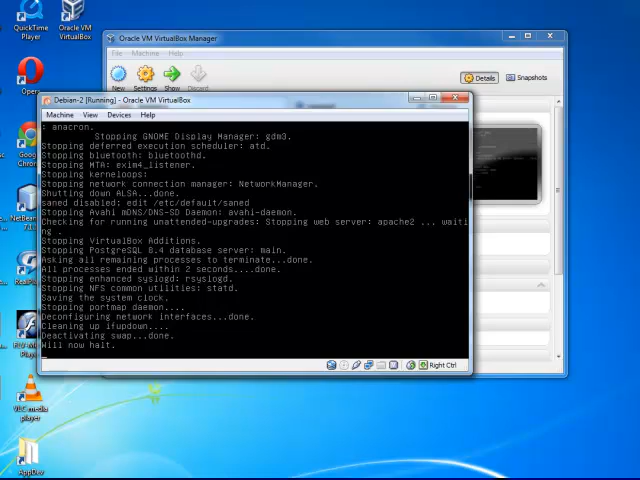 QuickTime
Player
Oracle VM
VirtualBox
Oracle VM VirtualBox Manager
File Machine Help
New Settings Show Discard
Details Snapshots
Debian-2 [Running] - Oracle VM VirtualBox
Machine View Devices Help
: anacron.
Stopping GNOME Display Manager: gdm3.
Stopping deferred execution scheduler: atd.
Stopping bluetooth: bluetoothd.
Stopping MTA: exim4_listener.
Stopping kerneloops:
Stopping network connection manager: NetworkManager.
Shutting down ALSA...done.
saned disabled: edit /etc/default/saned
Stopping Avahi mDNS/DNS-SD Daemon: avahi-daemon.
Checking for running unattended-upgrades: Stopping web server: apache2 ... waiti
ng .
Stopping VirtualBox Additions.
Stopping PostgreSQL 8.4 database server: main.
Asking all remaining processes to terminate...done.
All processes ended within 2 seconds....done.
Stopping enhanced syslogd: rsyslogd.
Stopping NFS common utilities: statd.
Saving the system clock.
Stopping portmap daemon....
Deconfiguring network interfaces...done.
Cleaning up ifupdown....
Deactivating swap...done.
Will now halt.
Right Ctrl
Opera
VLC media
player
AppDev